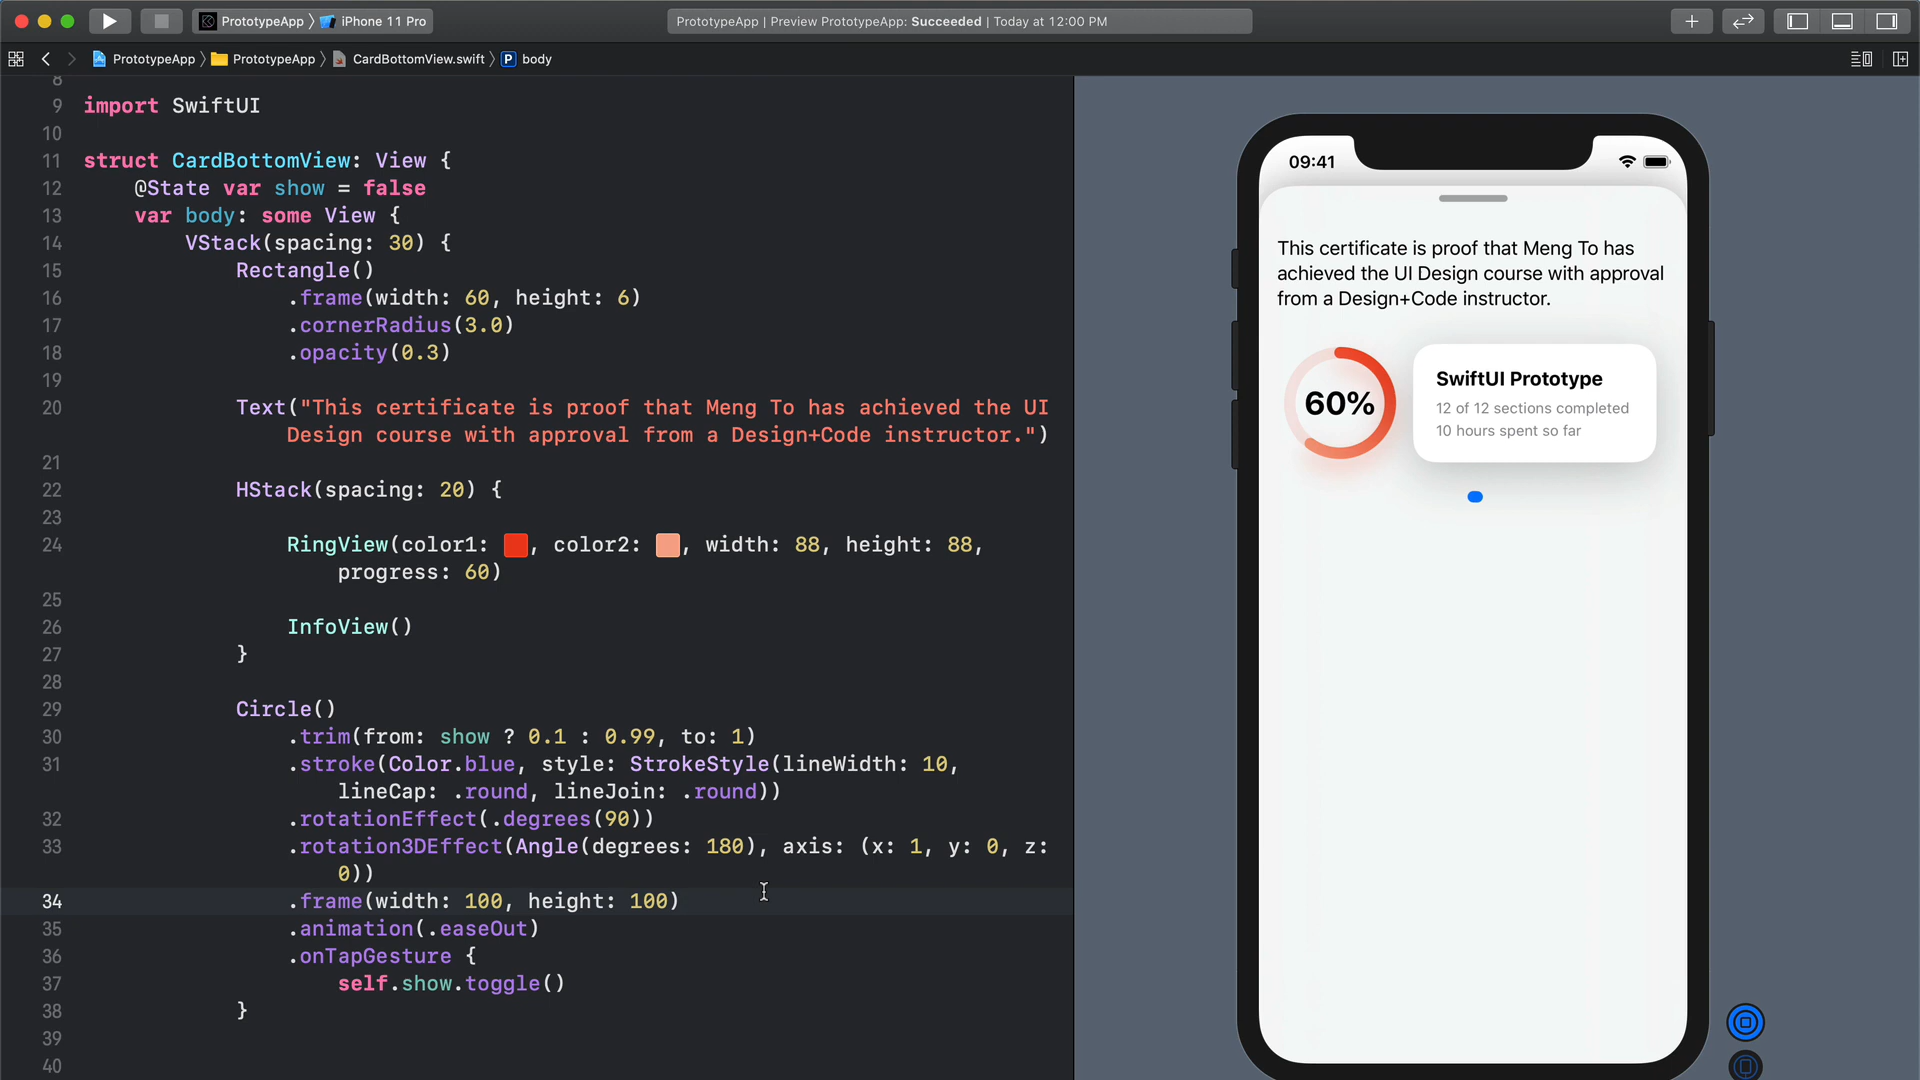 PrototypeApp 〉 iPhone 11 Pro
PrototypeApp | Preview PrototypeApp: Succeeded | Today at 12:00 PM
PrototypeApp 〉 PrototypeApp 〉 CardBottomView.swift 〉 P body
8
9 import SwiftUI
10
11 struct CardBottomView: View {
12 @State var show = false
13 var body: some View {
14 VStack(spacing: 30) {
15 Rectangle()
16 .frame(width: 60, height: 6)
17 .cornerRadius(3.0)
18 .opacity(0.3)
19
20 Text("This certificate is proof that Meng To has achieved the UI
Design course with approval from a Design+Code instructor.")
21
22 HStack(spacing: 20) {
23
24 RingView(color1: , color2: , width: 88, height: 88,
progress: 60)
25
26 InfoView()
27 }
28
29 Circle()
30 .trim(from: show ? 0.1 : 0.99, to: 1)
31 .stroke(Color.blue, style: StrokeStyle(lineWidth: 10,
lineCap: .round, lineJoin: .round))
32 .rotationEffect(.degrees(90))
33 .rotation3DEffect(Angle(degrees: 180), axis: (x: 1, y: 0, z:
0))
34 .frame(width: 100, height: 100)
35 .animation(.easeOut)
36 .onTapGesture {
37 self.show.toggle()
38 }
39
40
09:41
This certificate is proof that Meng To has
achieved the UI Design course with approval
from a Design+Code instructor.
60%
SwiftUI Prototype
12 of 12 sections completed
10 hours spent so far